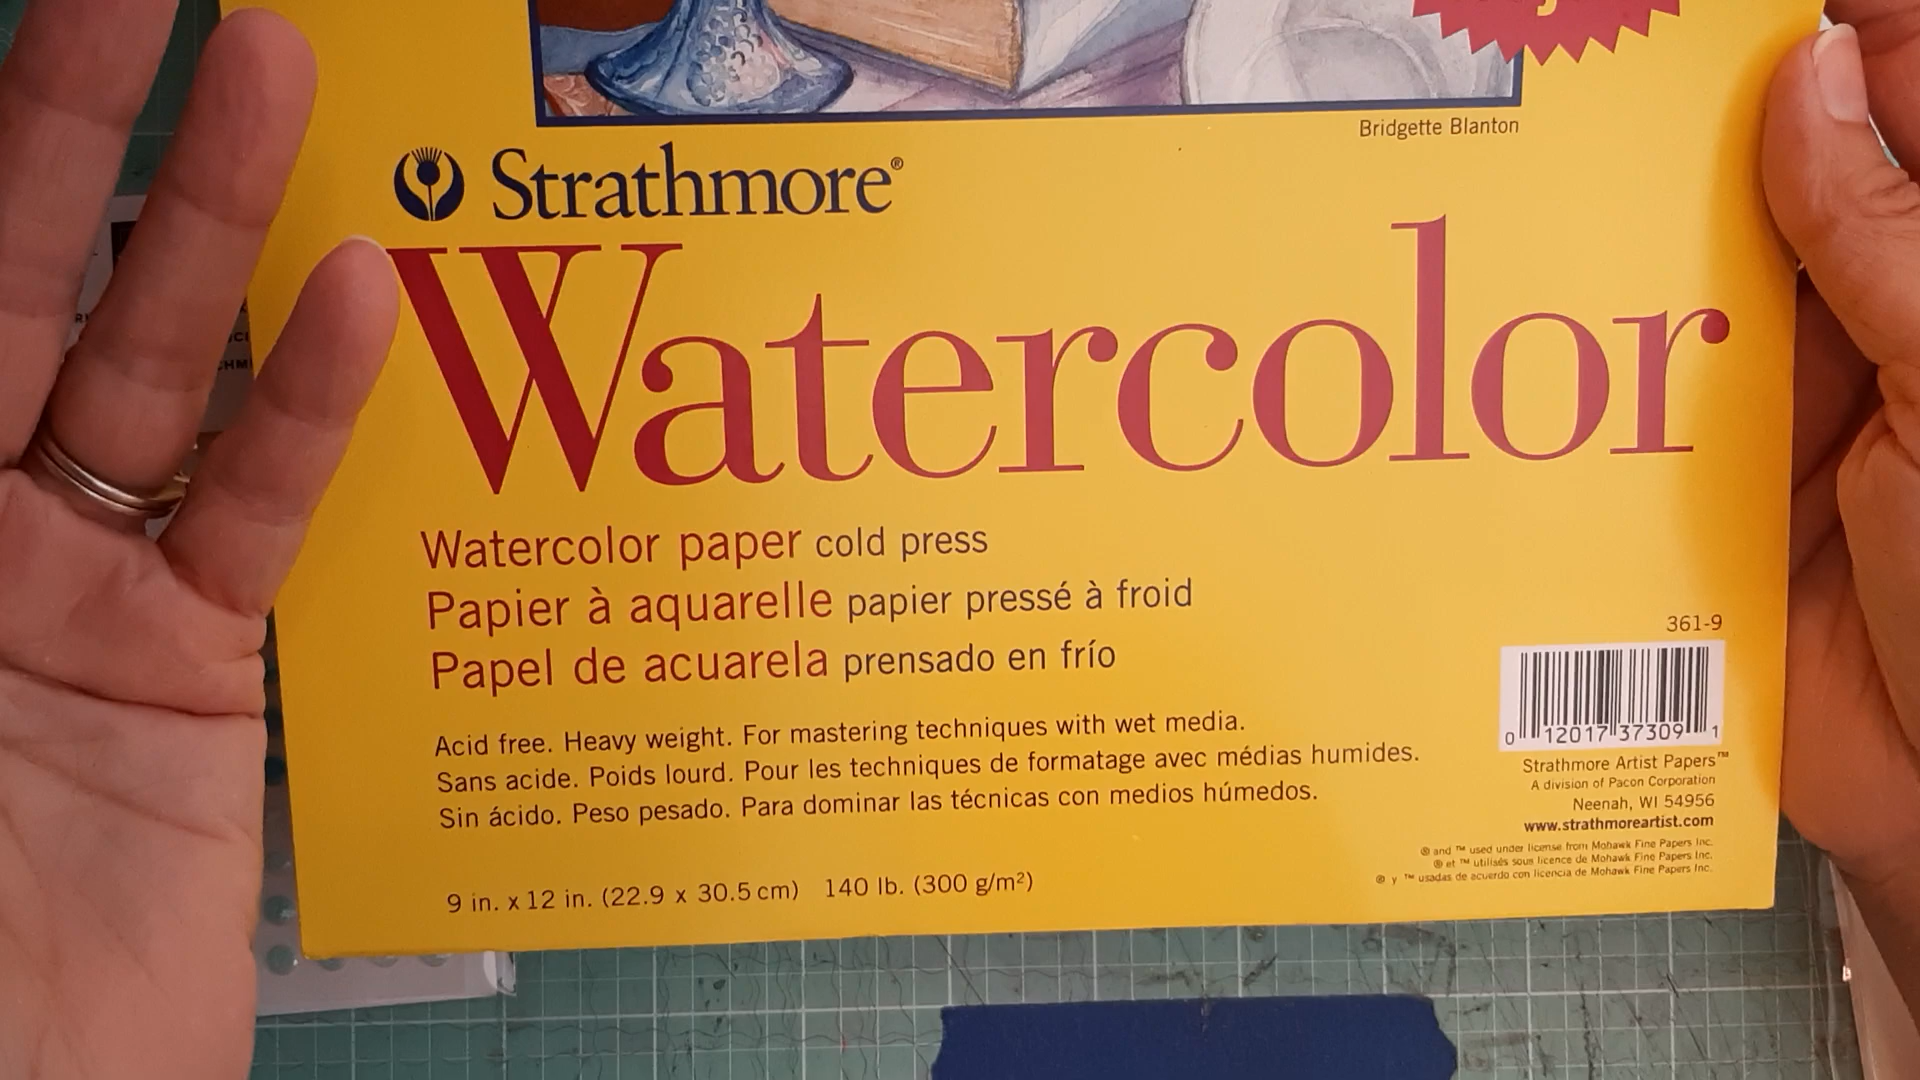 Bridgette Blanton
Strathmore®
Watercolor
Watercolor paper cold press
Papier à aquarelle papier pressé à froid
Papel de acuarela prensado en frío
Acid free. Heavy weight. For mastering techniques with wet media.
Sans acide. Poids lourd. Pour les techniques de formatage avec médias humides.
Sin ácido. Peso pesado. Para dominar las técnicas con medios húmedos.
9 in. x 12 in. (22.9 x 30.5 cm) 140 lb. (300 g/m²)
361-9
0 12017 37309 1
Strathmore Artist Papers™
A division of Pacon Corporation
Neenah, WI 54956
www.strathmoreartist.com
® and ™ used under license from Mohawk Fine Papers Inc.
® et ™ utilisés sous licence de Mohawk Fine Papers Inc.
® y ™ usadas de acuerdo con licencia de Mohawk Fine Papers Inc.